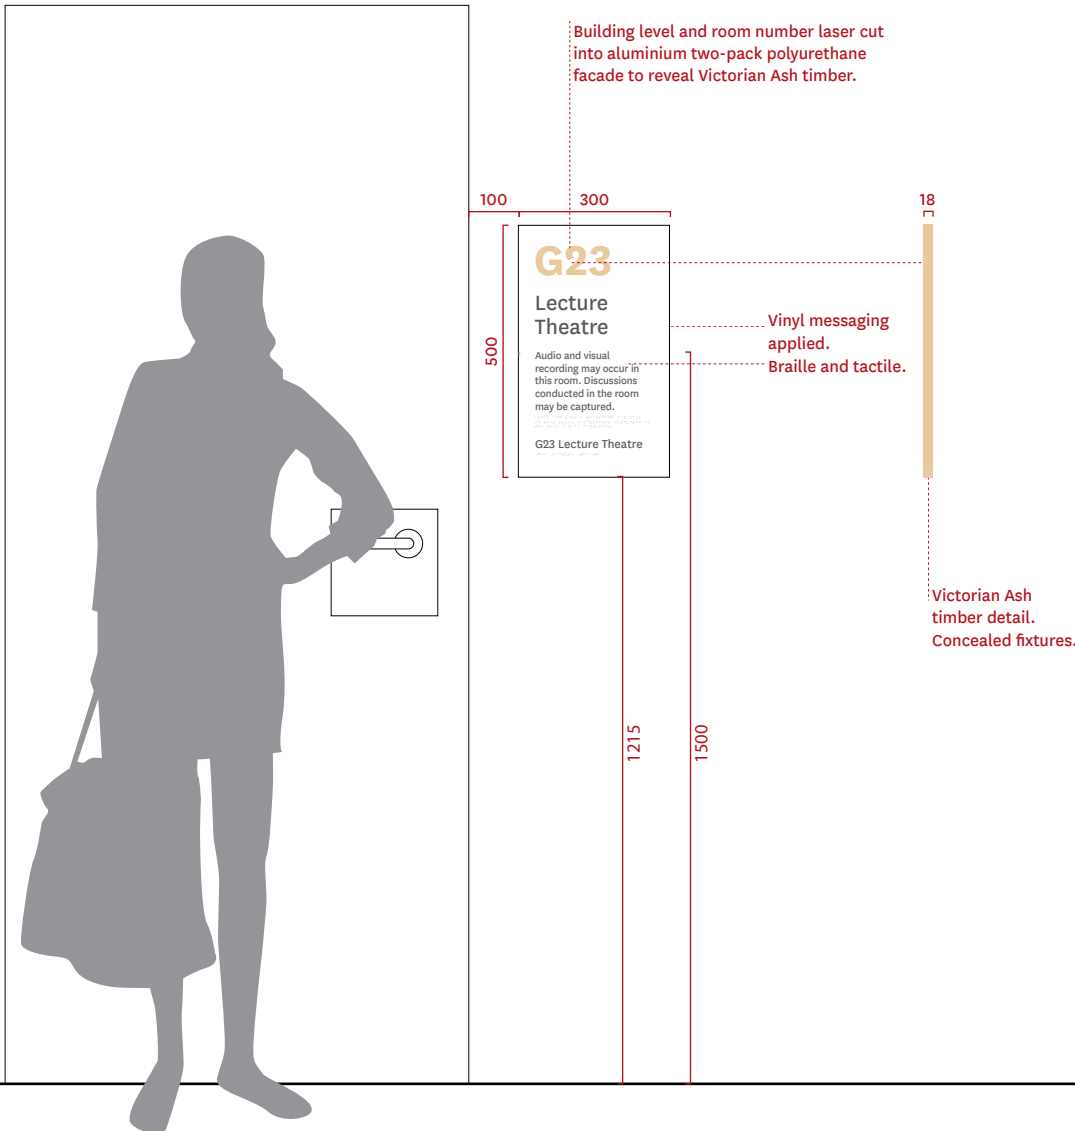 Building level and room number laser cut
into aluminium two-pack polyurethane
facade to reveal Victorian Ash timber.
100
300
18
500
G23
Lecture
Theatre
Audio and visual
recording may occur in
this room. Discussions
conducted in the room
may be captured.
G23 Lecture Theatre
Vinyl messaging
applied.
Braille and tactile.
Victorian Ash
timber detail.
Concealed fixtures.
1215
1500